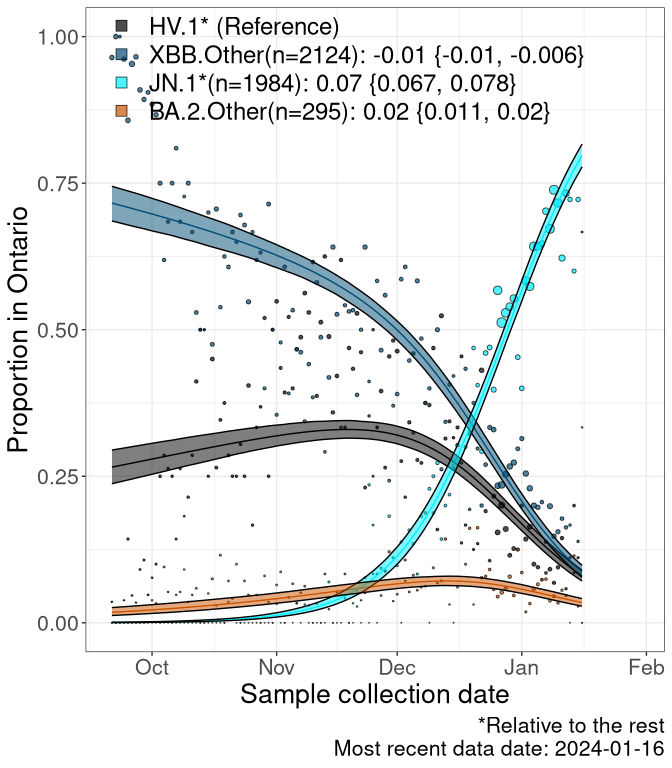 HV.1* (Reference)
XBB.Other(n=2124): -0.01 {-0.01, -0.006}
JN.1*(n=1984): 0.07 {0.067, 0.078}
BA.2.Other(n=295): 0.02 {0.011, 0.02}
Proportion in Ontario
1.00
0.75
0.50
0.25
0.00
Oct Nov Dec Jan Feb
Sample collection date
*Relative to the rest
Most recent data date: 2024-01-16